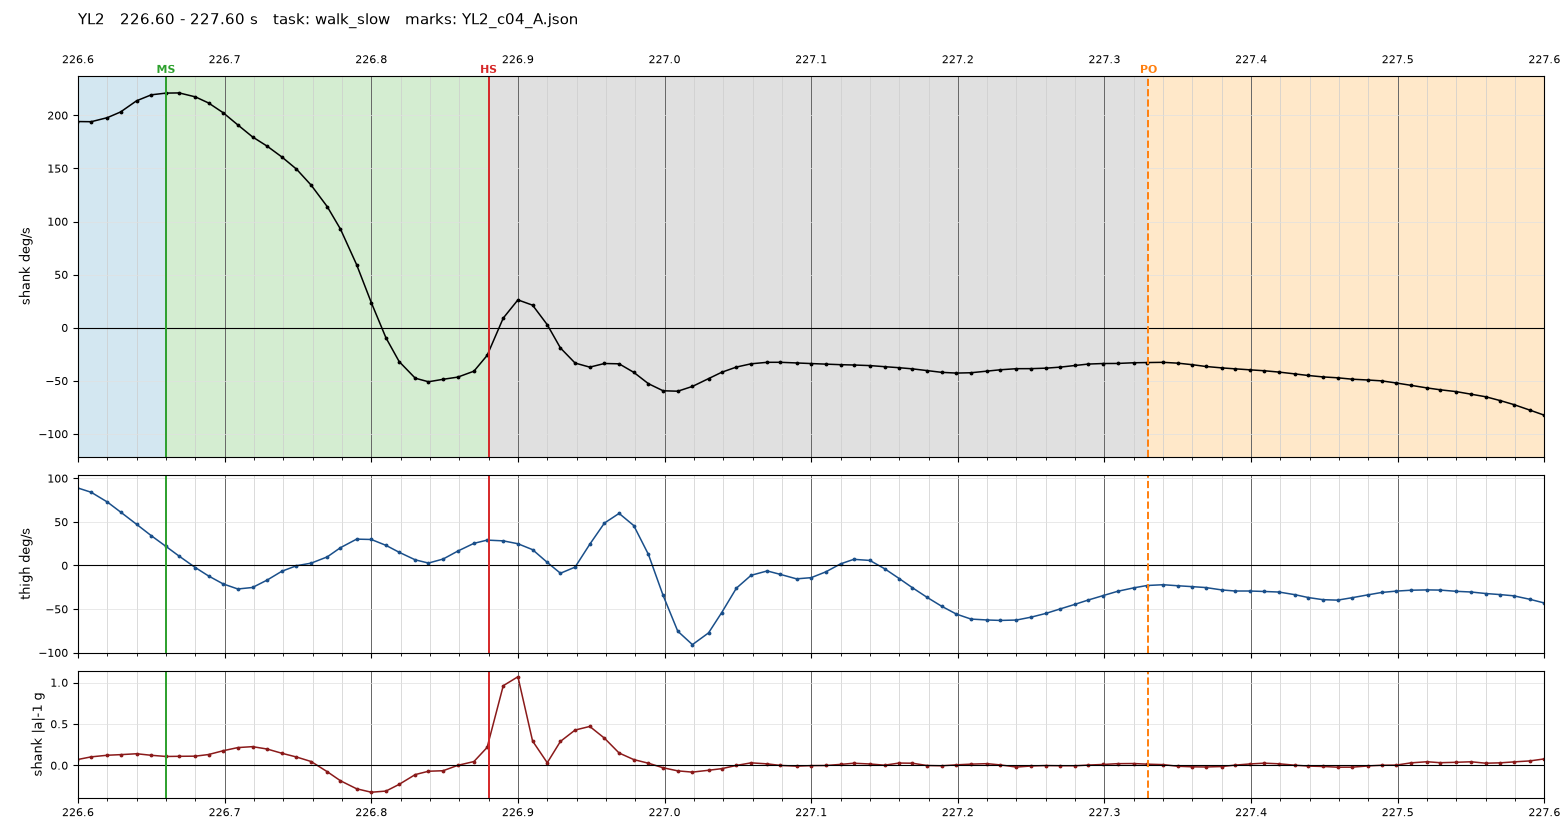 YL2   226.60 - 227.60 s   task: walk_slow   marks: YL2_c04_A.json
226.6 226.7 226.8 226.9 227.0 227.1 227.2 227.3 227.4 227.5 227.6
MS HS PO
shank deg/s
200
150
100
50
0
−50
−100
thigh deg/s
100
50
0
−50
−100
shank |a|-1 g
1.0
0.5
0.0
226.6 226.7 226.8 226.9 227.0 227.1 227.2 227.3 227.4 227.5 227.6